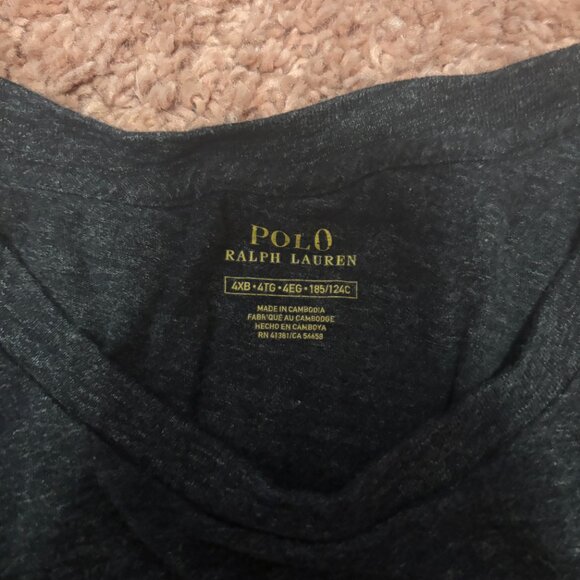 POLO
RALPH LAUREN
4XB • 4TG • 4EG • 185/124C
MADE IN CAMBODIA
FABRIQUÉ AU CAMBODGE
HECHO EN CAMBOYA
RN 41381/CA 54658